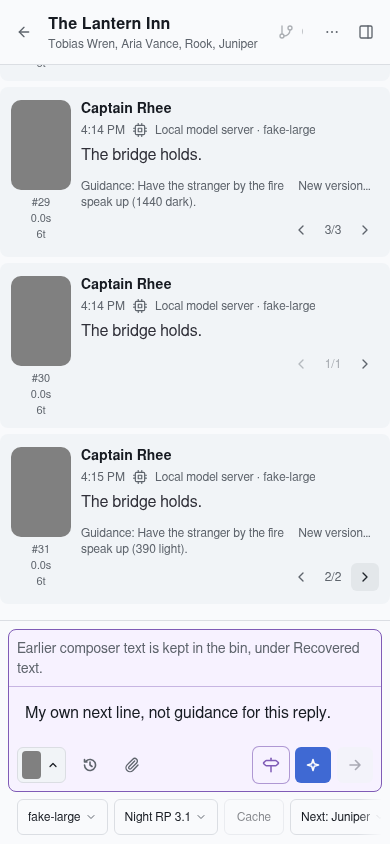 The Lantern Inn
Tobias Wren, Aria Vance, Rook, Juniper
6t
Captain Rhee
4:14 PM Local model server · fake-large
The bridge holds.
Guidance: Have the stranger by the fire New version…
speak up (1440 dark).
#29
0.0s
6t
3/3
Captain Rhee
4:14 PM Local model server · fake-large
The bridge holds.
1/1
#30
0.0s
6t
Captain Rhee
4:15 PM Local model server · fake-large
The bridge holds.
Guidance: Have the stranger by the fire New version…
speak up (390 light).
#31
0.0s
6t
2/2
Earlier composer text is kept in the bin, under Recovered
text.
My own next line, not guidance for this reply.
fake-large Night RP 3.1 Cache Next: Juniper